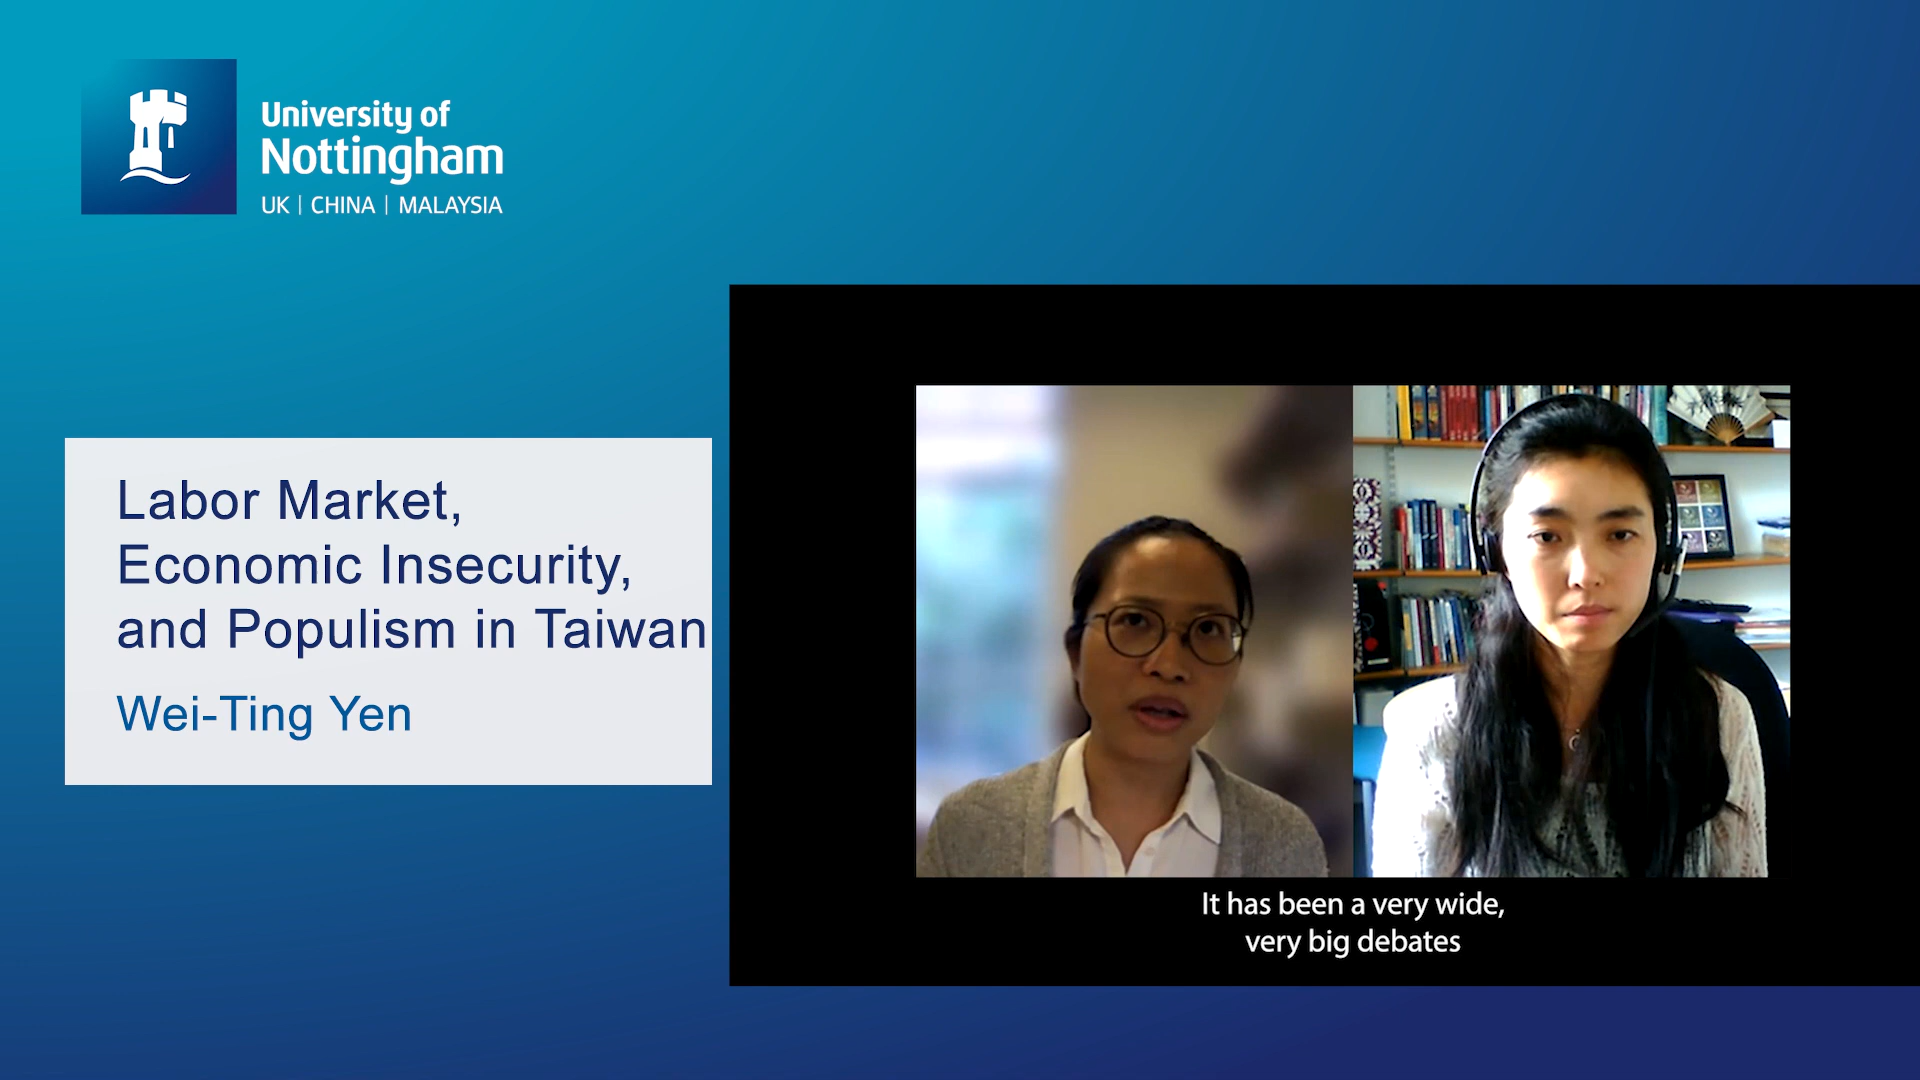 University of
Nottingham
UK | CHINA | MALAYSIA
Labor Market,
Economic Insecurity,
and Populism in Taiwan
Wei-Ting Yen
It has been a very wide,
very big debates